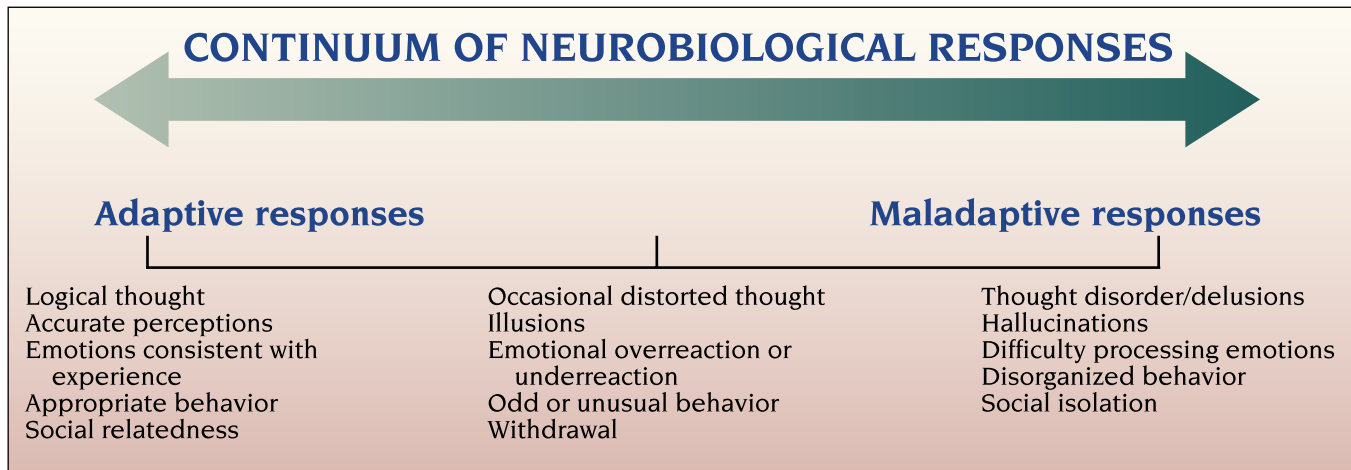 CONTINUUM OF NEUROBIOLOGICAL RESPONSES
Adaptive responses
Maladaptive responses
Logical thought
Accurate perceptions
Emotions consistent with
experience
Appropriate behavior
Social relatedness
Occasional distorted thought
Illusions
Emotional overreaction or
underreaction
Odd or unusual behavior
Withdrawal
Thought disorder/delusions
Hallucinations
Difficulty processing emotions
Disorganized behavior
Social isolation